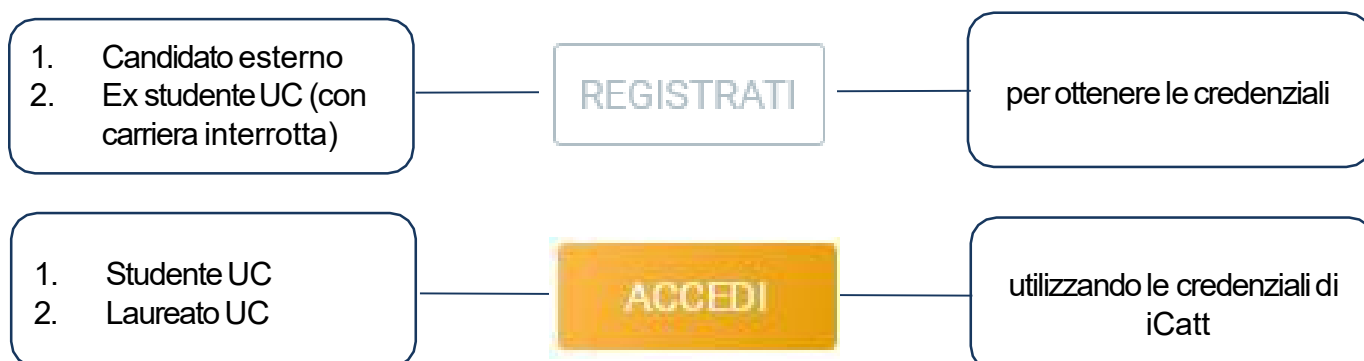 1. Candidato esterno
2. Ex studente UC (con
carriera interrotta)
REGISTRATI
per ottenere le credenziali
1. Studente UC
2. Laureato UC
ACCEDI
utilizzando le credenziali di
iCatt